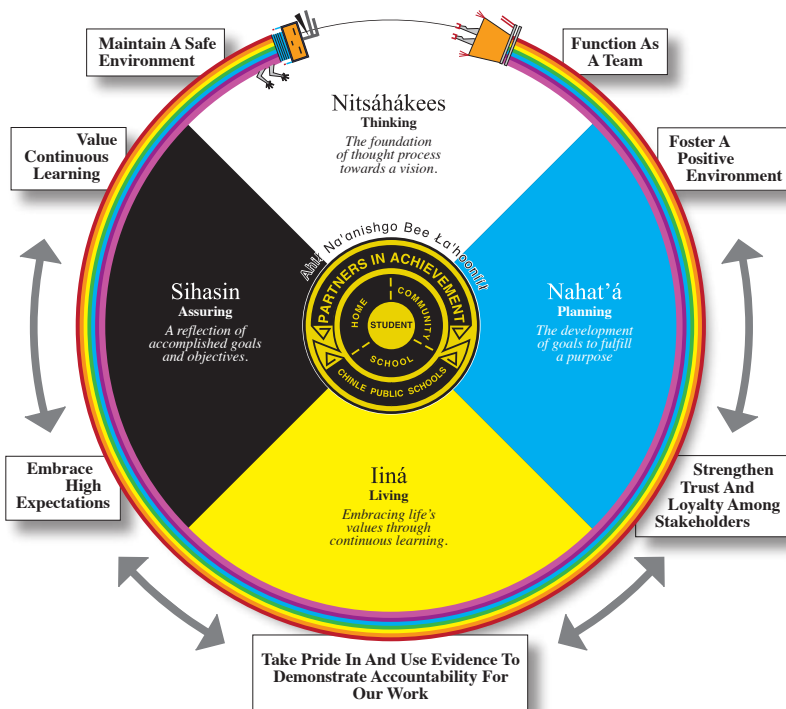 Maintain A Safe
Environment
Function As
A Team
Nitsáhákees
Thinking
The foundation
of thought process
towards a vision.
Value
Continuous
Learning
Foster A
Positive
Environment
Na'anishgo Bee
PARTNERS IN ACHIEVEMENT
HOME
COMMUNITY
STUDENT
SCHOOL
CHINLE PUBLIC SCHOOLS
Sihasin
Assuring
A reflection of
accomplished goals
and objectives.
Nahat’á
Planning
The development
of goals to fulfill
a purpose
Iiná
Living
Embracing life’s
values through
continuous learning.
Embrace
High
Expectations
Strengthen
Trust And
Loyalty Among
Stakeholders
Take Pride In And Use Evidence To
Demonstrate Accountability For
Our Work